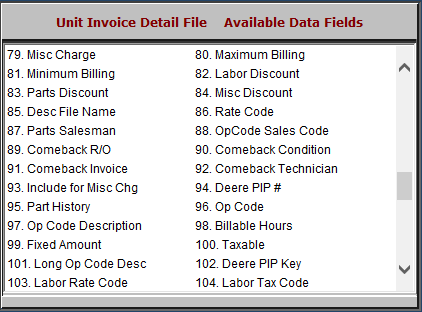 Unit Invoice Detail File Available Data Fields
79. Misc Charge 80. Maximum Billing
81. Minimum Billing 82. Labor Discount
83. Parts Discount 84. Misc Discount
85. Desc File Name 86. Rate Code
87. Parts Salesman 88. OpCode Sales Code
89. Comeback R/O 90. Comeback Condition
91. Comeback Invoice 92. Comeback Technician
93. Include for Misc Chg 94. Deere PIP #
95. Part History 96. Op Code
97. Op Code Description 98. Billable Hours
99. Fixed Amount 100. Taxable
101. Long Op Code Desc 102. Deere PIP Key
103. Labor Rate Code 104. Labor Tax Code